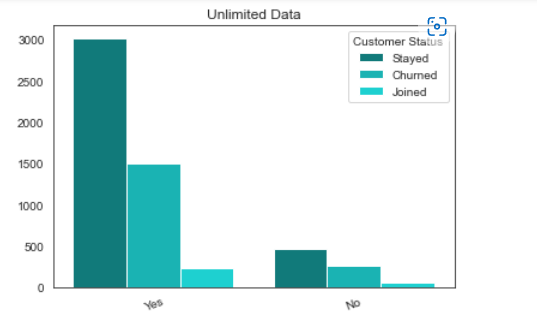 Unlimited Data
3000
2500
2000
1500
1000
500
0
Customer Status
Stayed
Churned
Joined
Yes
No